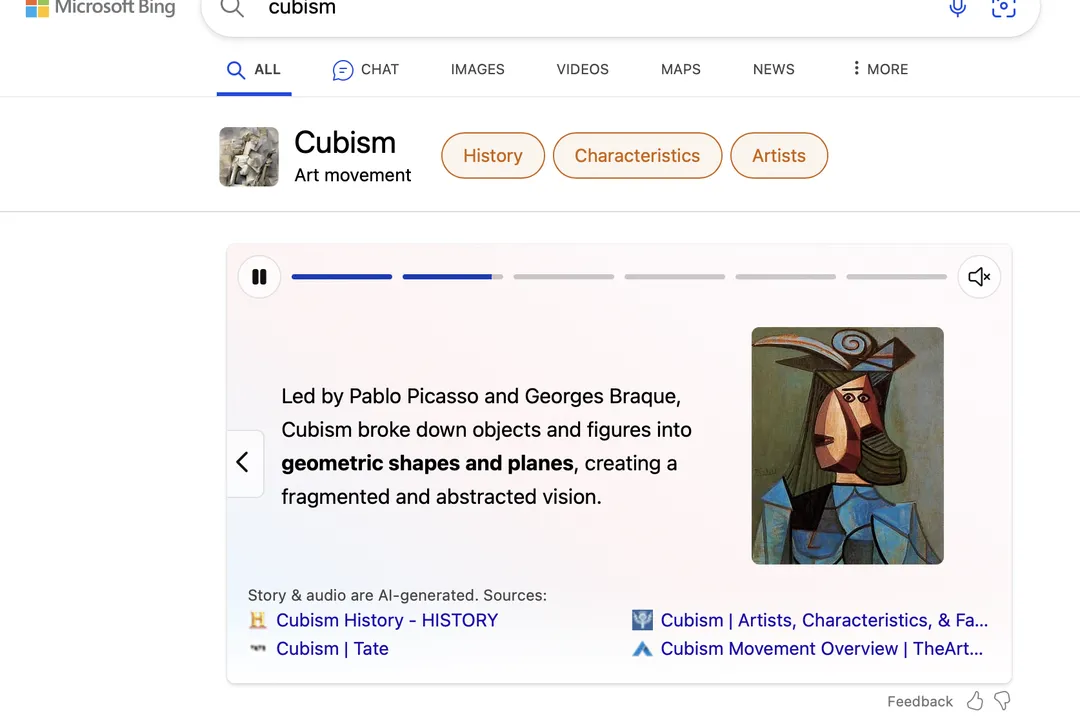 Microsoft Bing
cubism
ALL
CHAT
IMAGES
VIDEOS
MAPS
NEWS
MORE
Cubism
Art movement
History
Characteristics
Artists
Led by Pablo Picasso and Georges Braque,
Cubism broke down objects and figures into
geometric shapes and planes, creating a
fragmented and abstracted vision.
Story & audio are AI-generated. Sources:
Cubism History - HISTORY
Cubism | Artists, Characteristics, & Fa...
Cubism | Tate
Cubism Movement Overview | TheArt...
Feedback